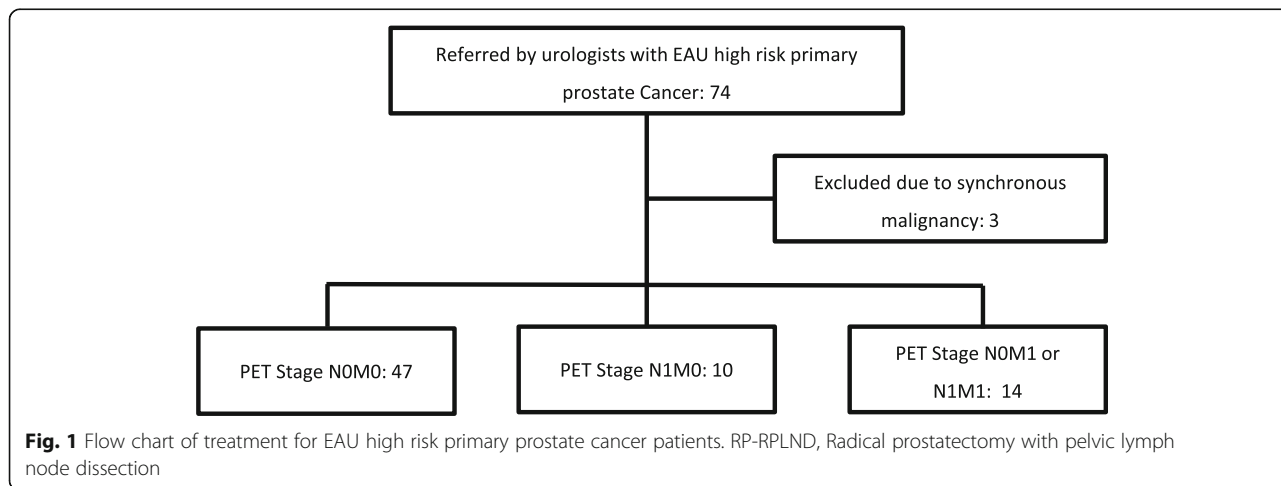 Referred by urologists with EAU high risk primary
prostate Cancer: 74
Excluded due to synchronous
malignancy: 3
PET Stage N0M0: 47
PET Stage N1M0: 10
PET Stage N0M1 or
N1M1: 14
Fig. 1 Flow chart of treatment for EAU high risk primary prostate cancer patients. RP-RPLND, Radical prostatectomy with pelvic lymph
node dissection